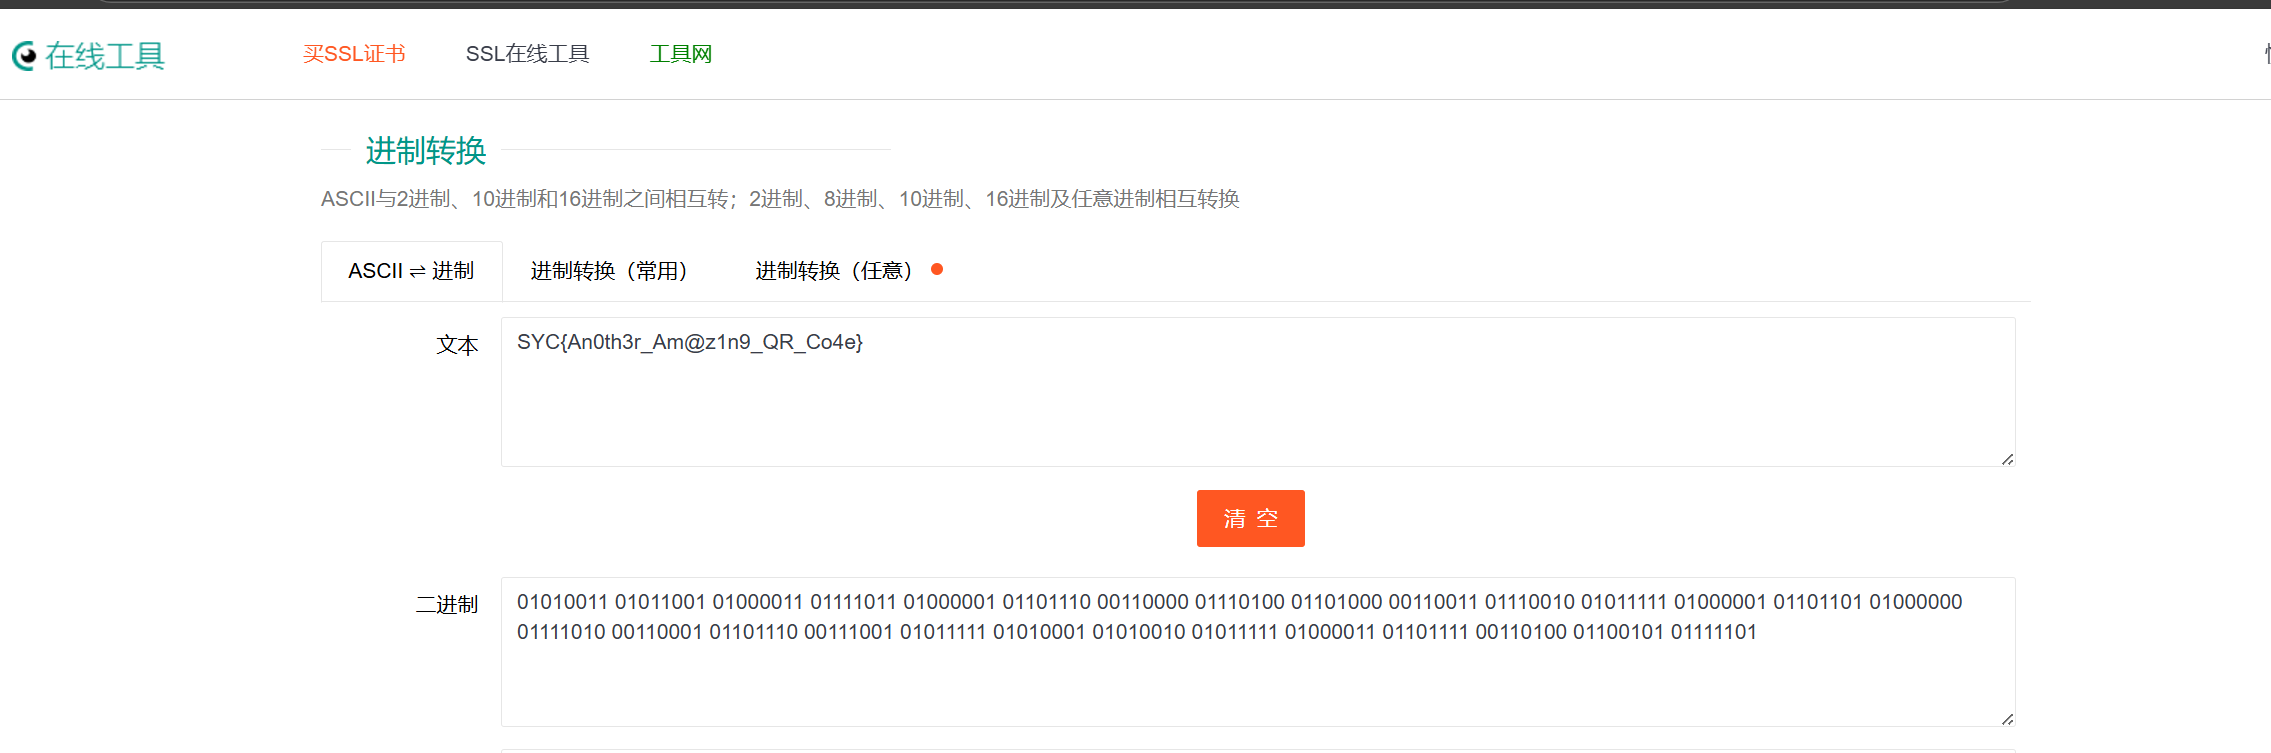 在线工具
买SSL证书
SSL在线工具
工具网
进制转换
ASCII与2进制、10进制和16进制之间相互转；2进制、8进制、10进制、16进制及任意进制相互转换
ASCII ⇌ 进制
进制转换（常用）
进制转换（任意）
文本
SYC{An0th3r_Am@z1n9_QR_Co4e}
清 空
二进制
01010011 01011001 01000011 01111011 01000001 01101110 00110000 01110100 01101000 00110011 01110010 01011111 01000001 01101101 01000000
01111010 00110001 01101110 00111001 01011111 01010001 01010010 01011111 01000011 01101111 00110100 01100101 01111101